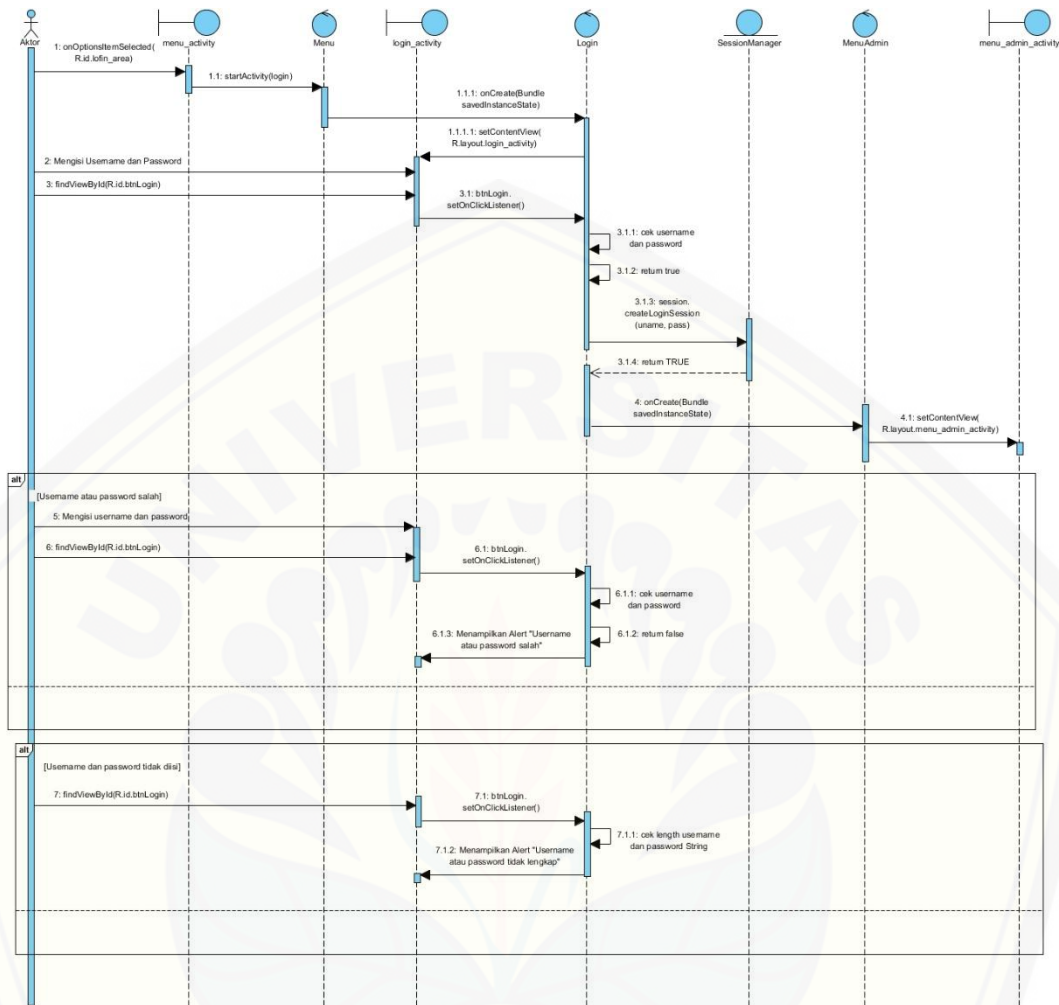 Aktor
menu_activity
Menu
login_activity
Login
SessionManager
MenuAdmin
menu_admin_activity
1: onOptionsItemSelected(
R.id.lofin_area)
1.1: startActivity(login)
1.1.1: onCreate(Bundle
savedInstanceState)
1.1.1.1: setContentView(
R.layout.login_activity)
2: Mengisi Username dan Password
3: findViewById(R.id.btnLogin)
3.1: btnLogin.
setOnClickListener()
3.1.1: cek username
dan password
3.1.2: return true
3.1.3: session.
createLoginSession
(uname, pass)
3.1.4: return TRUE
4: onCreate(Bundle
savedInstanceState)
4.1: setContentView(
R.layout.menu_admin_activity)
alt
[Username atau password salah]
5: Mengisi username dan password
6: findViewById(R.id.btnLogin)
6.1: btnLogin.
setOnClickListener()
6.1.1: cek username
dan password
6.1.2: return false
6.1.3: Menampilkan Alert "Username
atau password salah"
alt
[Username dan password tidak diisi]
7: findViewById(R.id.btnLogin)
7.1: btnLogin.
setOnClickListener()
7.1.1: cek length username
dan password String
7.1.2: Menampilkan Alert "Username
atau password tidak lengkap"
UNIVERSITAS